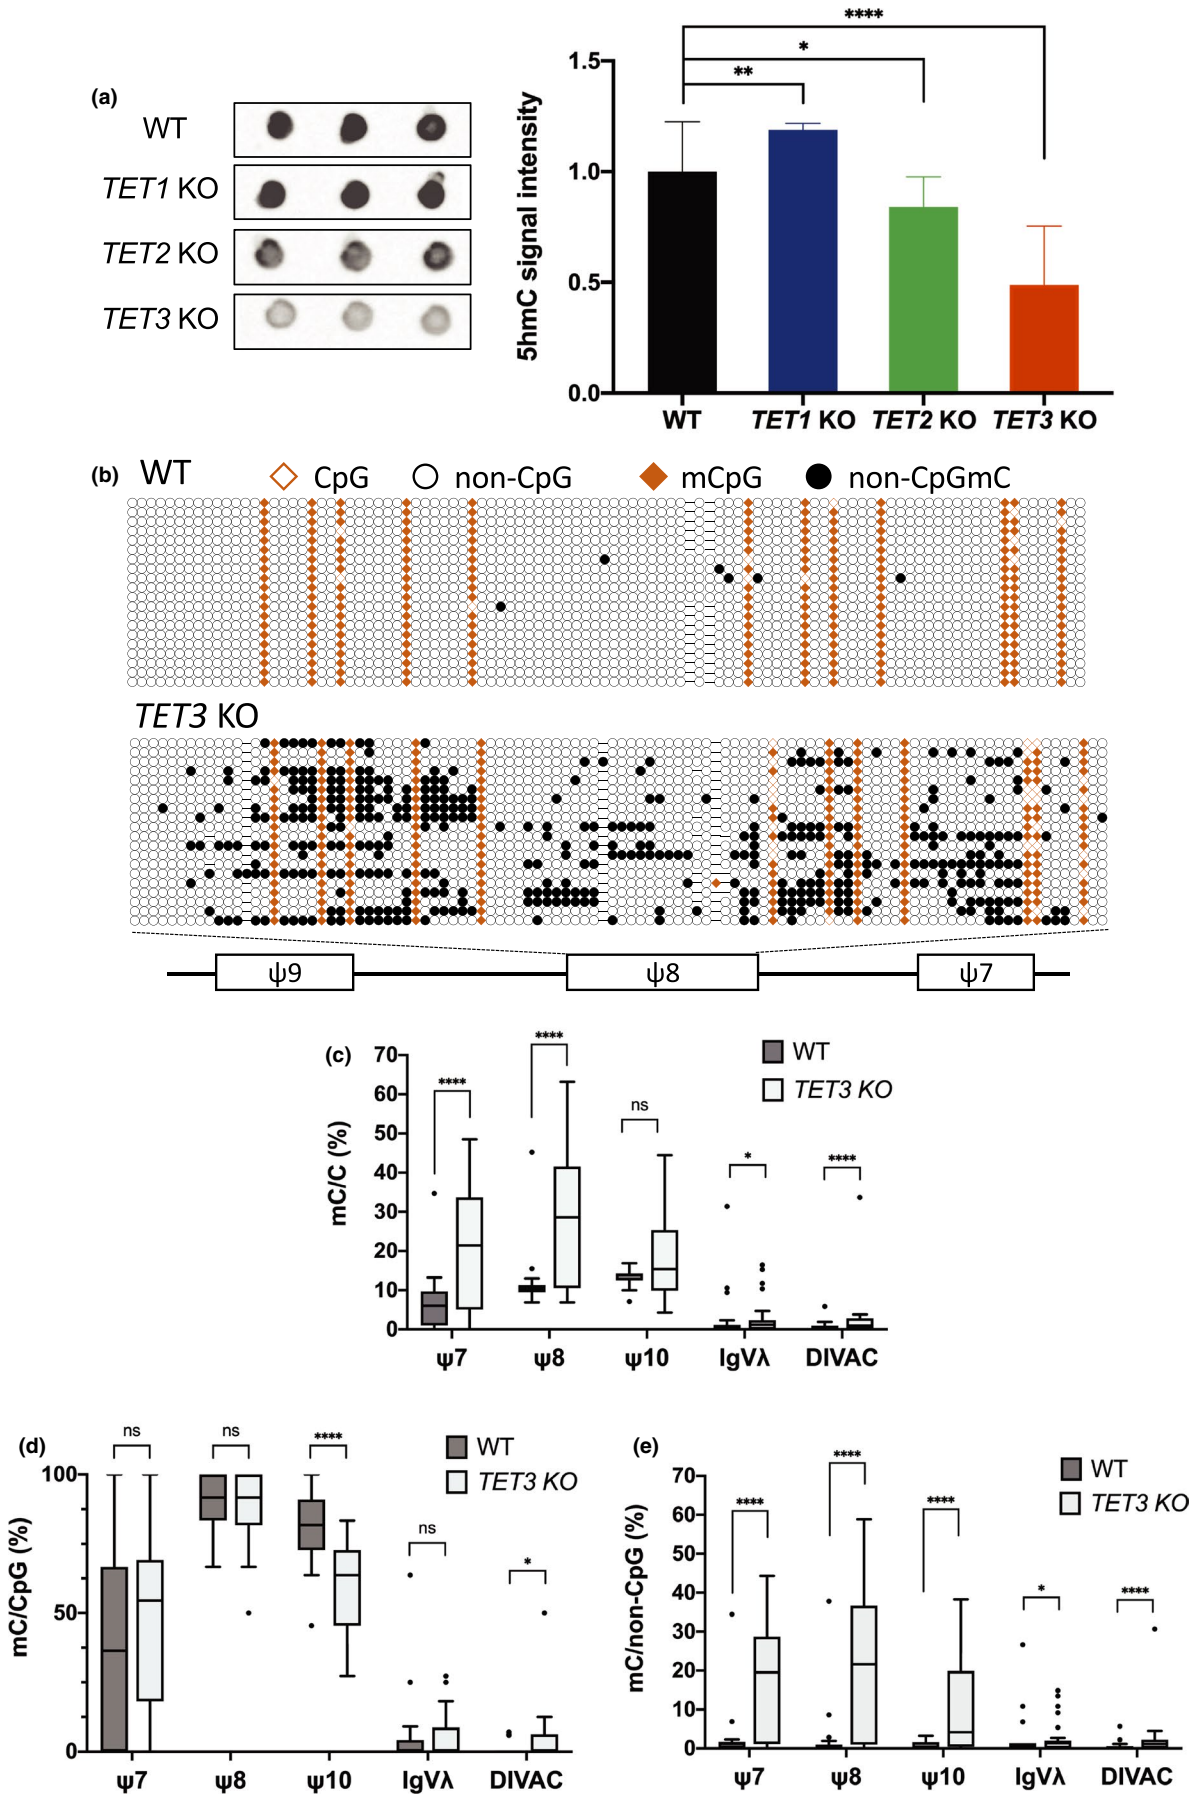 (a)
WT
TET1 KO
TET2 KO
TET3 KO
5hmC signal intensity
1.5
1.0
0.5
0.0
**
*
****
WT
TET1 KO
TET2 KO
TET3 KO
(b)
WT
CpG
non-CpG
mCpG
non-CpGmC
TET3 KO
ψ9
ψ8
ψ7
(c)
mC/C (%)
70
60
50
40
30
20
10
0
****
****
ns
*
****
WT
TET3 KO
ψ7
ψ8
ψ10
IgVλ
DIVAC
(d)
mC/CpG (%)
100
50
0
ns
ns
****
ns
*
WT
TET3 KO
ψ7
ψ8
ψ10
IgVλ
DIVAC
(e)
mC/non-CpG (%)
70
60
50
40
30
20
10
0
****
****
****
*
****
WT
TET3 KO
ψ7
ψ8
ψ10
IgVλ
DIVAC